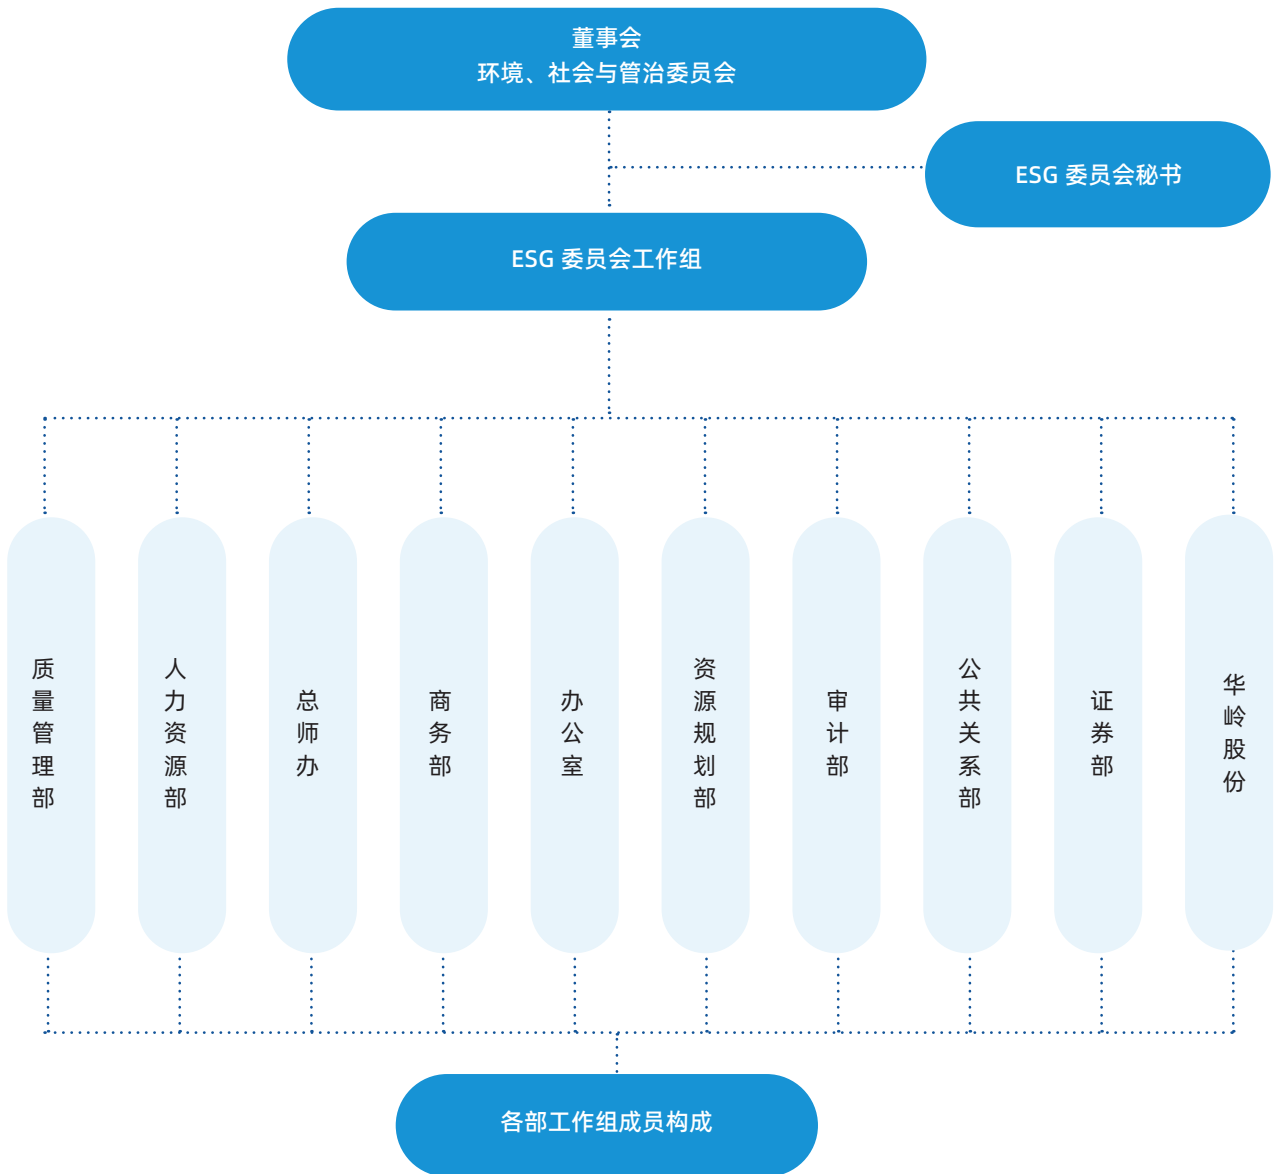 董事会
环境、社会与管治委员会
ESG 委员会秘书
ESG 委员会工作组
质量管理部
人力资源部
总师办
商务部
办公室
资源规划部
审计部
公共关系部
证券部
华岭股份
各部工作组成员构成